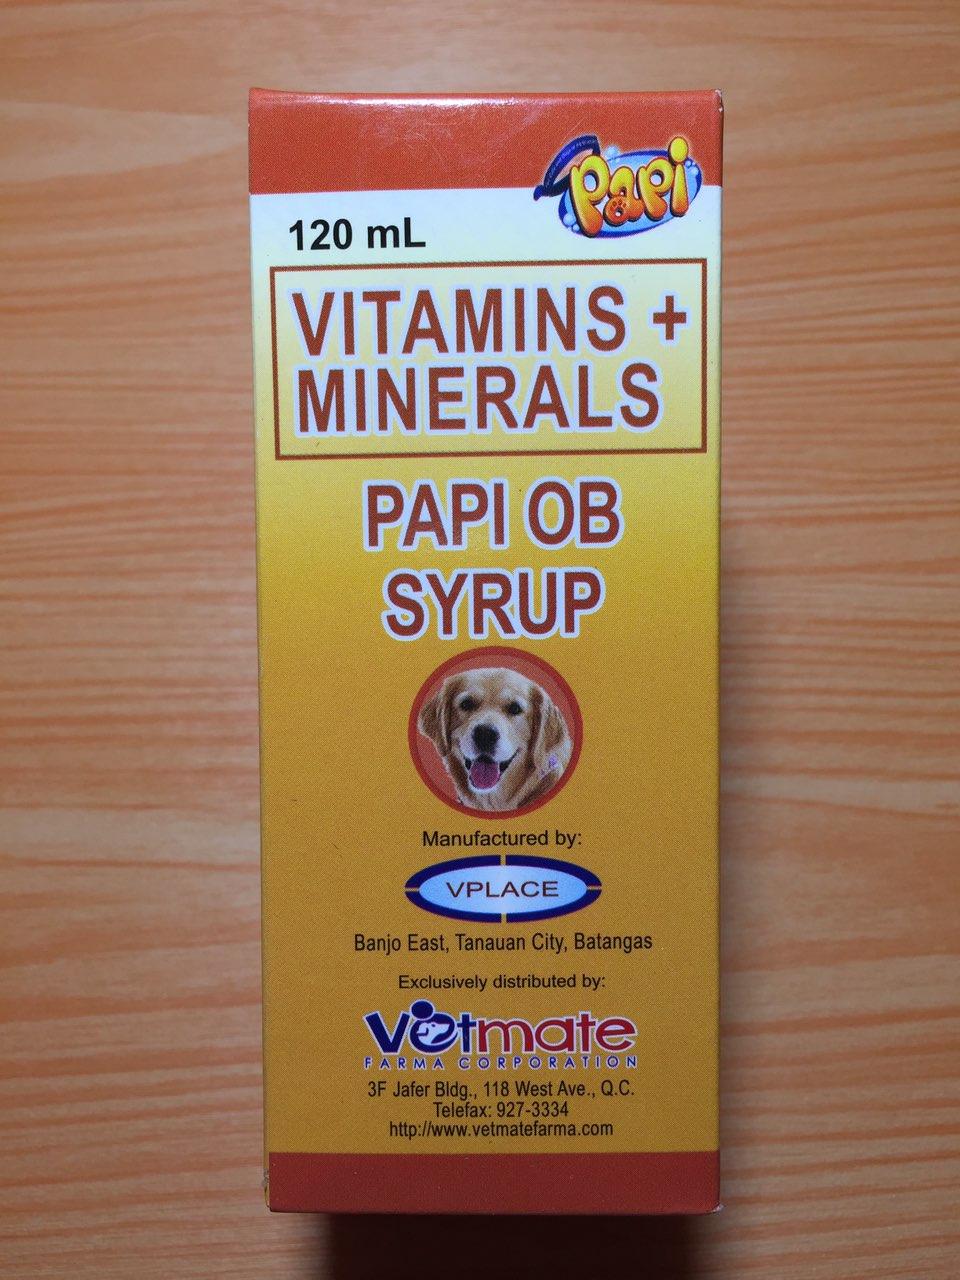 Papi
120 mL
VITAMINS +
MINERALS
PAPI OB
SYRUP
Manufactured by:
VPLACE
Banjo East, Tanauan City, Batangas
Exclusively distributed by:
Vetmate
FARMA CORPORATION
3F Jafer Bldg., 118 West Ave., Q.C.
Telefax: 927-3334
http://www.vetmatefarma.com